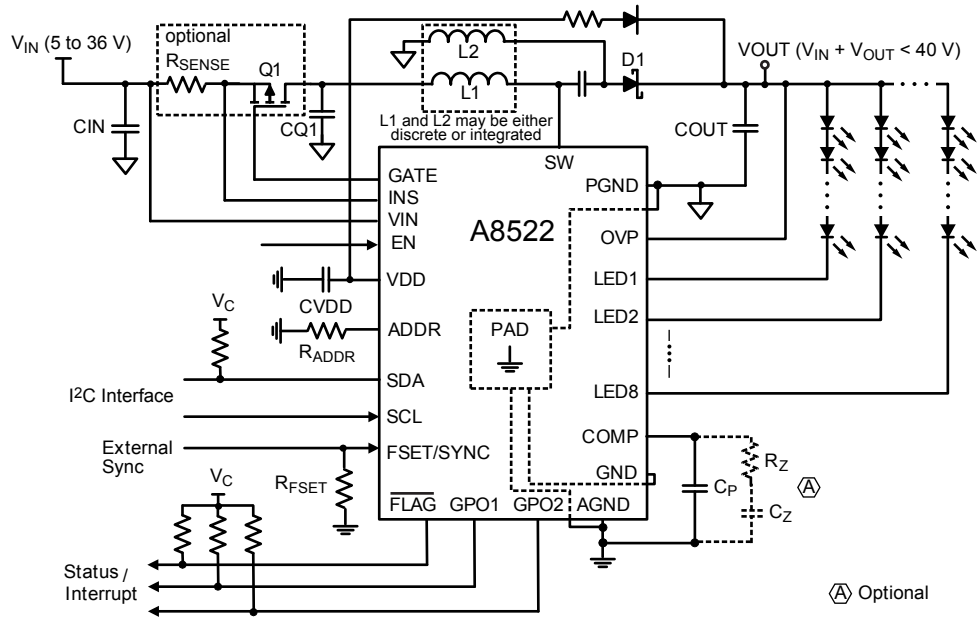 V_IN (5 to 36 V)
optional
R_SENSE
Q1
L2
L1
D1
VOUT (V_IN + V_OUT < 40 V)
CIN
CQ1
L1 and L2 may be either
discrete or integrated
COUT
SW
GATE
PGND
INS
VIN
A8522
EN
OVP
VDD
LED1
CVDD
V_C
ADDR
LED2
R_ADDR
PAD
SDA
I²C Interface
LED8
SCL
COMP
External
Sync
FSET/SYNC
R_Z
GND
R_FSET
C_P
A
V_C
FLAG
GPO1
GPO2
AGND
C_Z
Status /
Interrupt
A Optional